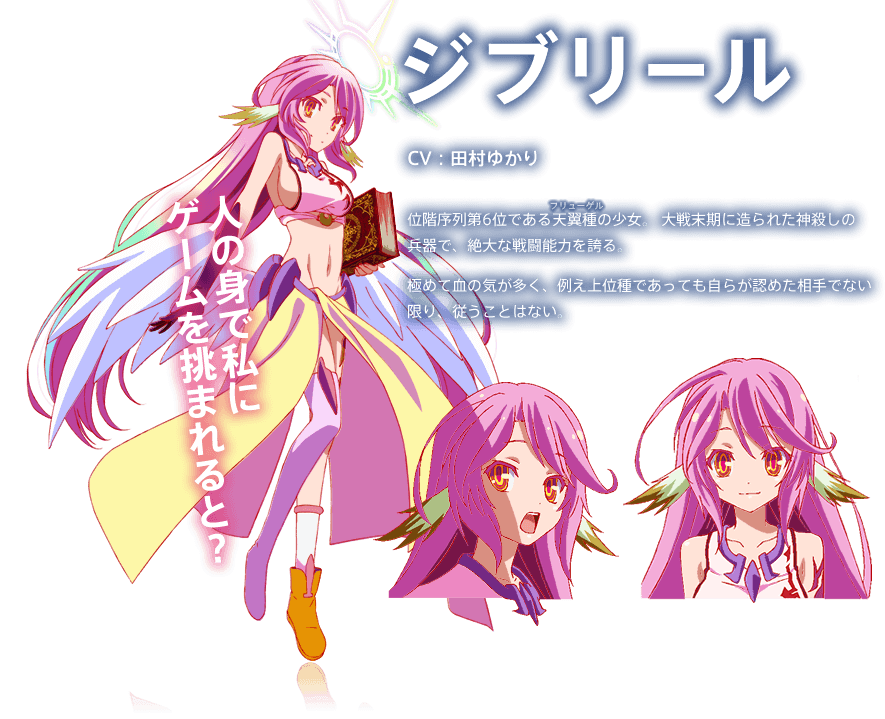 ジブリール
CV:田村ゆかり
フリューゲル
位階序列第6位である天翼種の少女。大戦末期に造られた神殺しの
兵器で、絶大な戦闘能力を誇る。
極めて血の気が多く、例え上位種であっても自らが認めた相手でない
限り、従うことはない。
人の身で私に
ゲームを挑まれると?